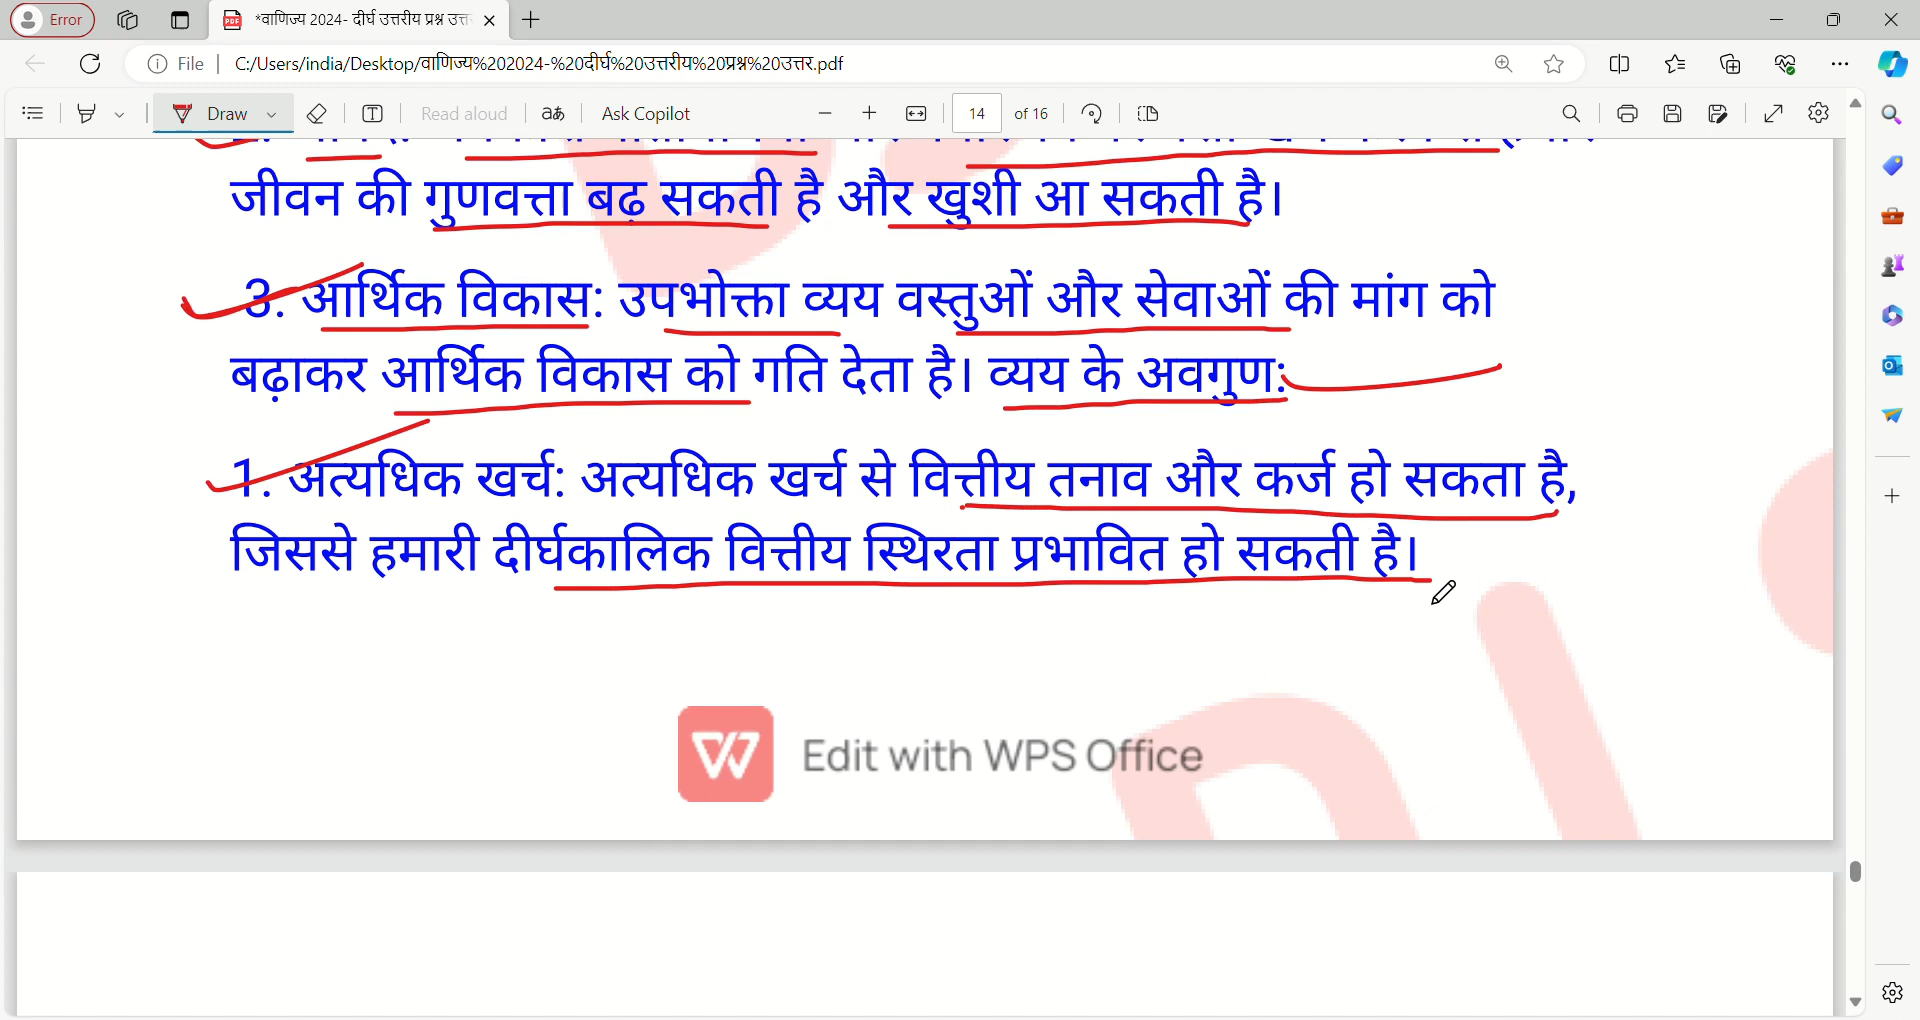 Error
*वाणिज्य 2024- दीर्घ उत्तरीय प्रश्न उत्त
File
C:/Users/india/Desktop/वाणिज्य%202024-%20दीर्घ%20उत्तरीय%20प्रश्न%20उत्तर.pdf
Draw
Read aloud
aあ
Ask Copilot
14 of 16
जीवन की गुणवत्ता बढ़ सकती है और खुशी आ सकती है।
3. आर्थिक विकास: उपभोक्ता व्यय वस्तुओं और सेवाओं की मांग को
बढ़ाकर आर्थिक विकास को गति देता है। व्यय के अवगुण:
1. अत्यधिक खर्च: अत्यधिक खर्च से वित्तीय तनाव और कर्ज हो सकता है,
जिससे हमारी दीर्घकालिक वित्तीय स्थिरता प्रभावित हो सकती है।
Edit with WPS Office